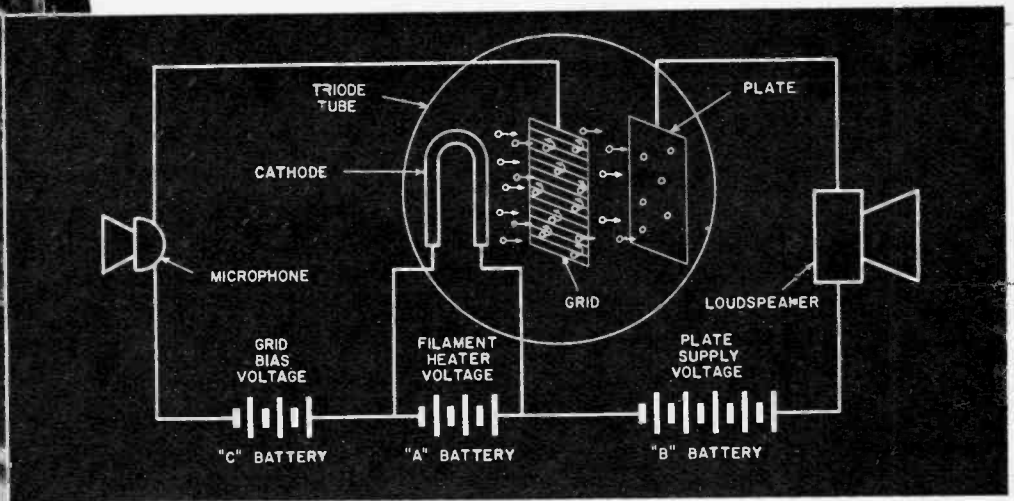 TRIODE
TUBE
PLATE
CATHODE
MICROPHONE
GRID
LOUDSPEAKER
GRID
BIAS
VOLTAGE
FILAMENT
HEATER
VOLTAGE
PLATE
SUPPLY
VOLTAGE
"C" BATTERY
"A" BATTERY
"B" BATTERY